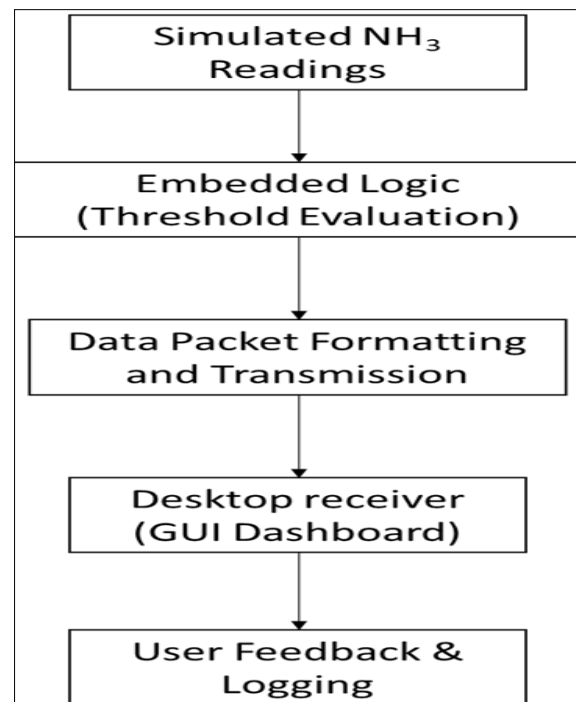 Simulated NH₃
Readings
Embedded Logic
(Threshold Evaluation)
Data Packet Formatting
and Transmission
Desktop receiver
(GUI Dashboard)
User Feedback &
Logging